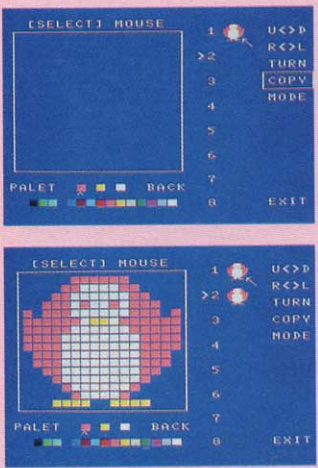 [SELECT] MOUSE
1 U<>D
>2 R<>L
TURN
3 COPY
4 MODE
5
6
7
PALET BACK
8 EXIT
[SELECT] MOUSE
1 U<>D
>2 R<>L
TURN
3 COPY
4 MODE
5
6
7
PALET BACK
8 EXIT